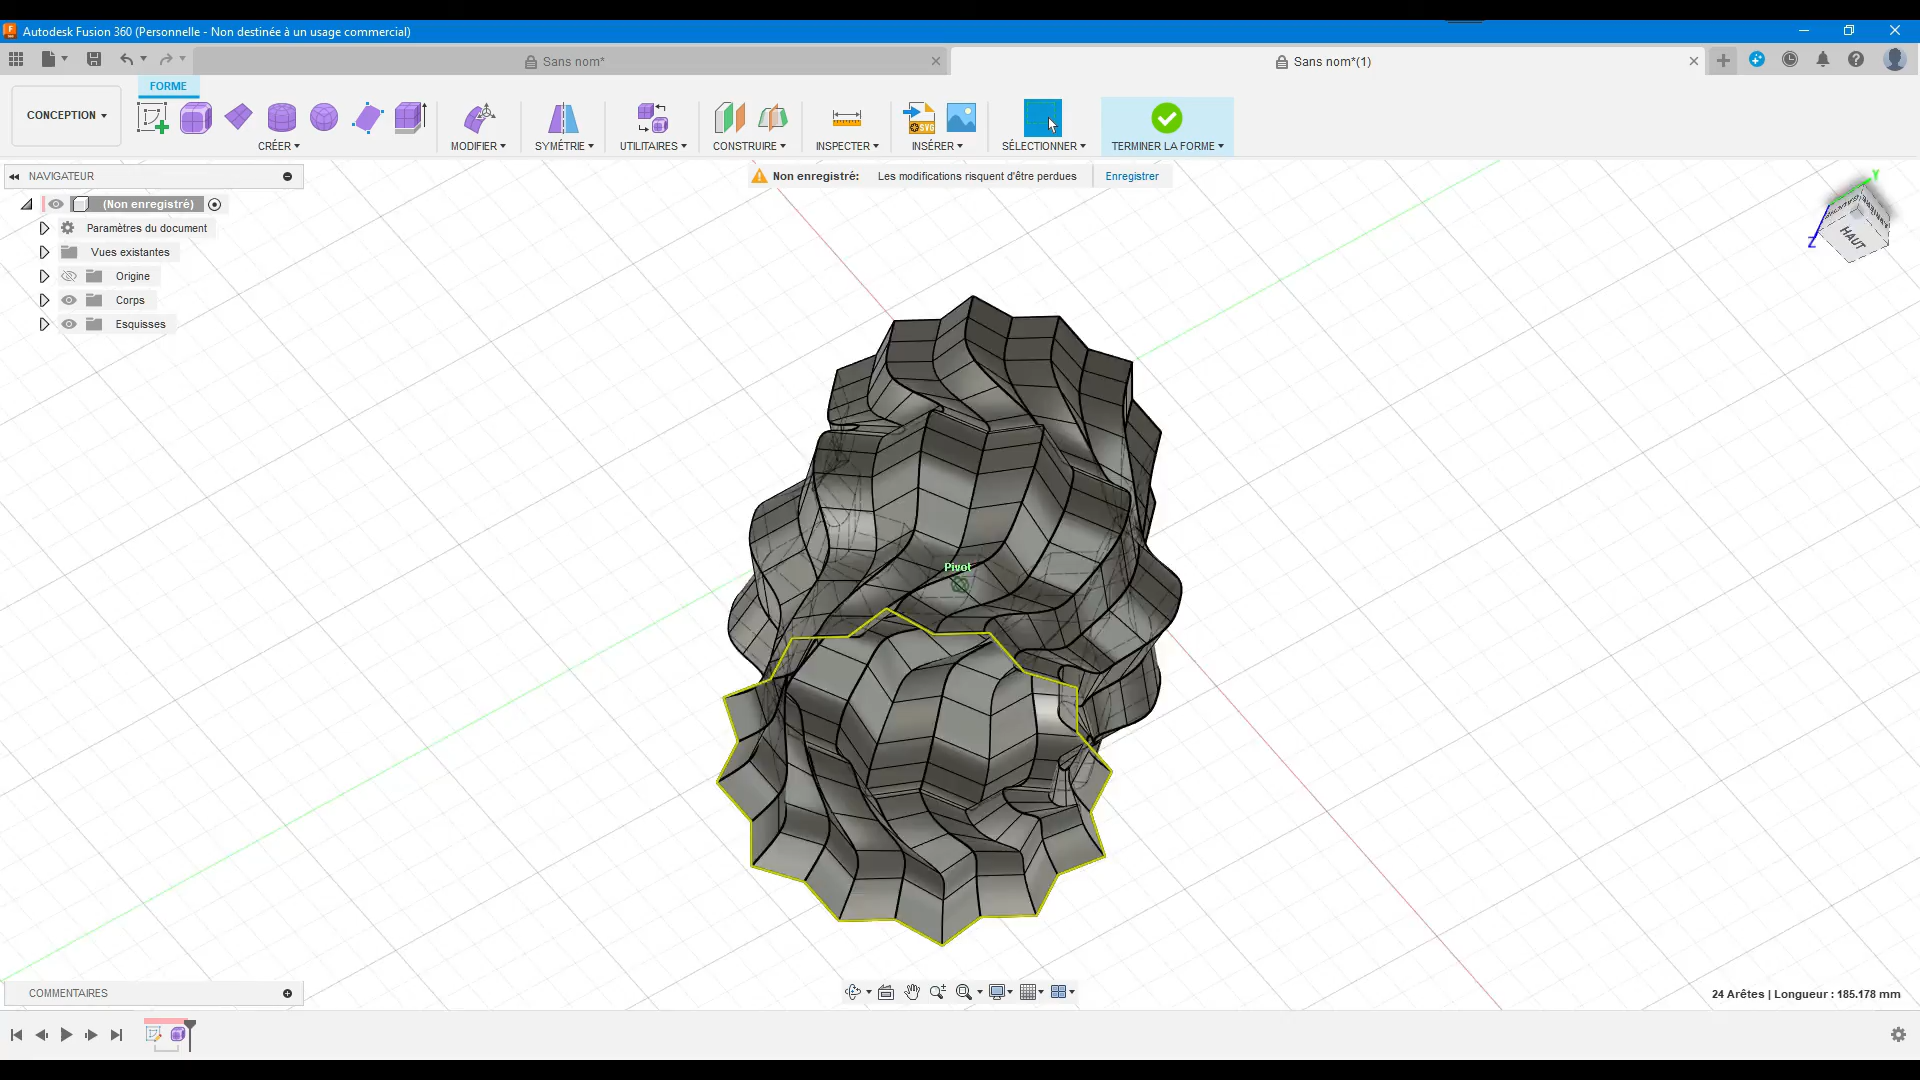 Autodesk Fusion 360 (Personnelle - Non destinée à un usage commercial)
Sans nom*
Sans nom*(1)
FORME
CONCEPTION
CRÉER
MODIFIER
SYMÉTRIE
UTILITAIRES
CONSTRUIRE
INSPECTER
INSÉRER
SÉLECTIONNER
TERMINER LA FORME
SVG
NAVIGATEUR
Non enregistré: Les modifications risquent d'être perdues Enregistrer
(Non enregistré)
Paramètres du document
Vues existantes
Origine
Corps
Esquisses
Y
Z
HAUT
Pivot
COMMENTAIRES
24 Arêtes | Longueur : 185.178 mm